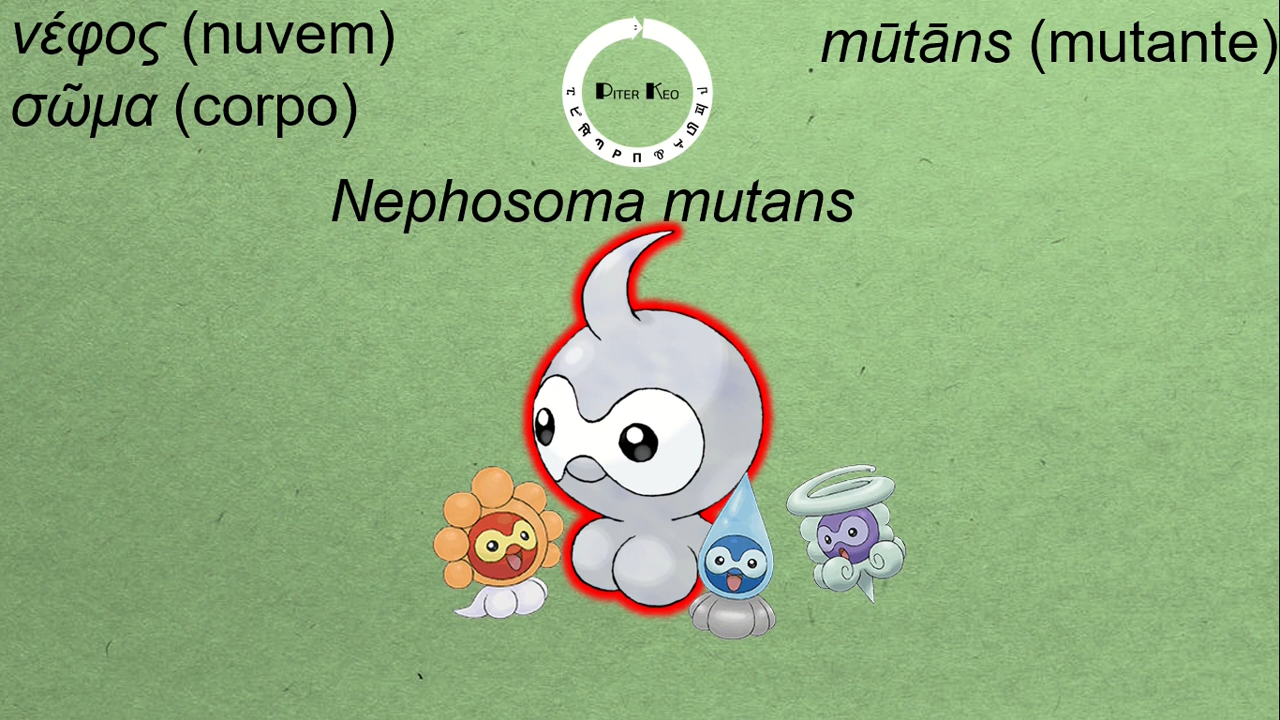 νέφος (nuvem)
σῶμα (corpo)
mūtāns (mutante)
PITER KEO
Nephosoma mutans